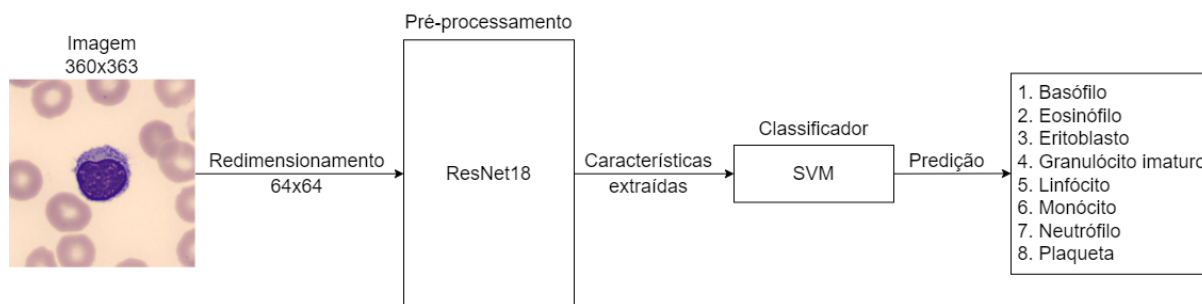 Imagem
360x363
Redimensionamento
64x64
Pré-processamento
ResNet18
Características
extraídas
Classificador
SVM
Predição
1. Basófilo
2. Eosinófilo
3. Eritoblasto
4. Granulócito imaturo
5. Linfócito
6. Monócito
7. Neutrófilo
8. Plaqueta